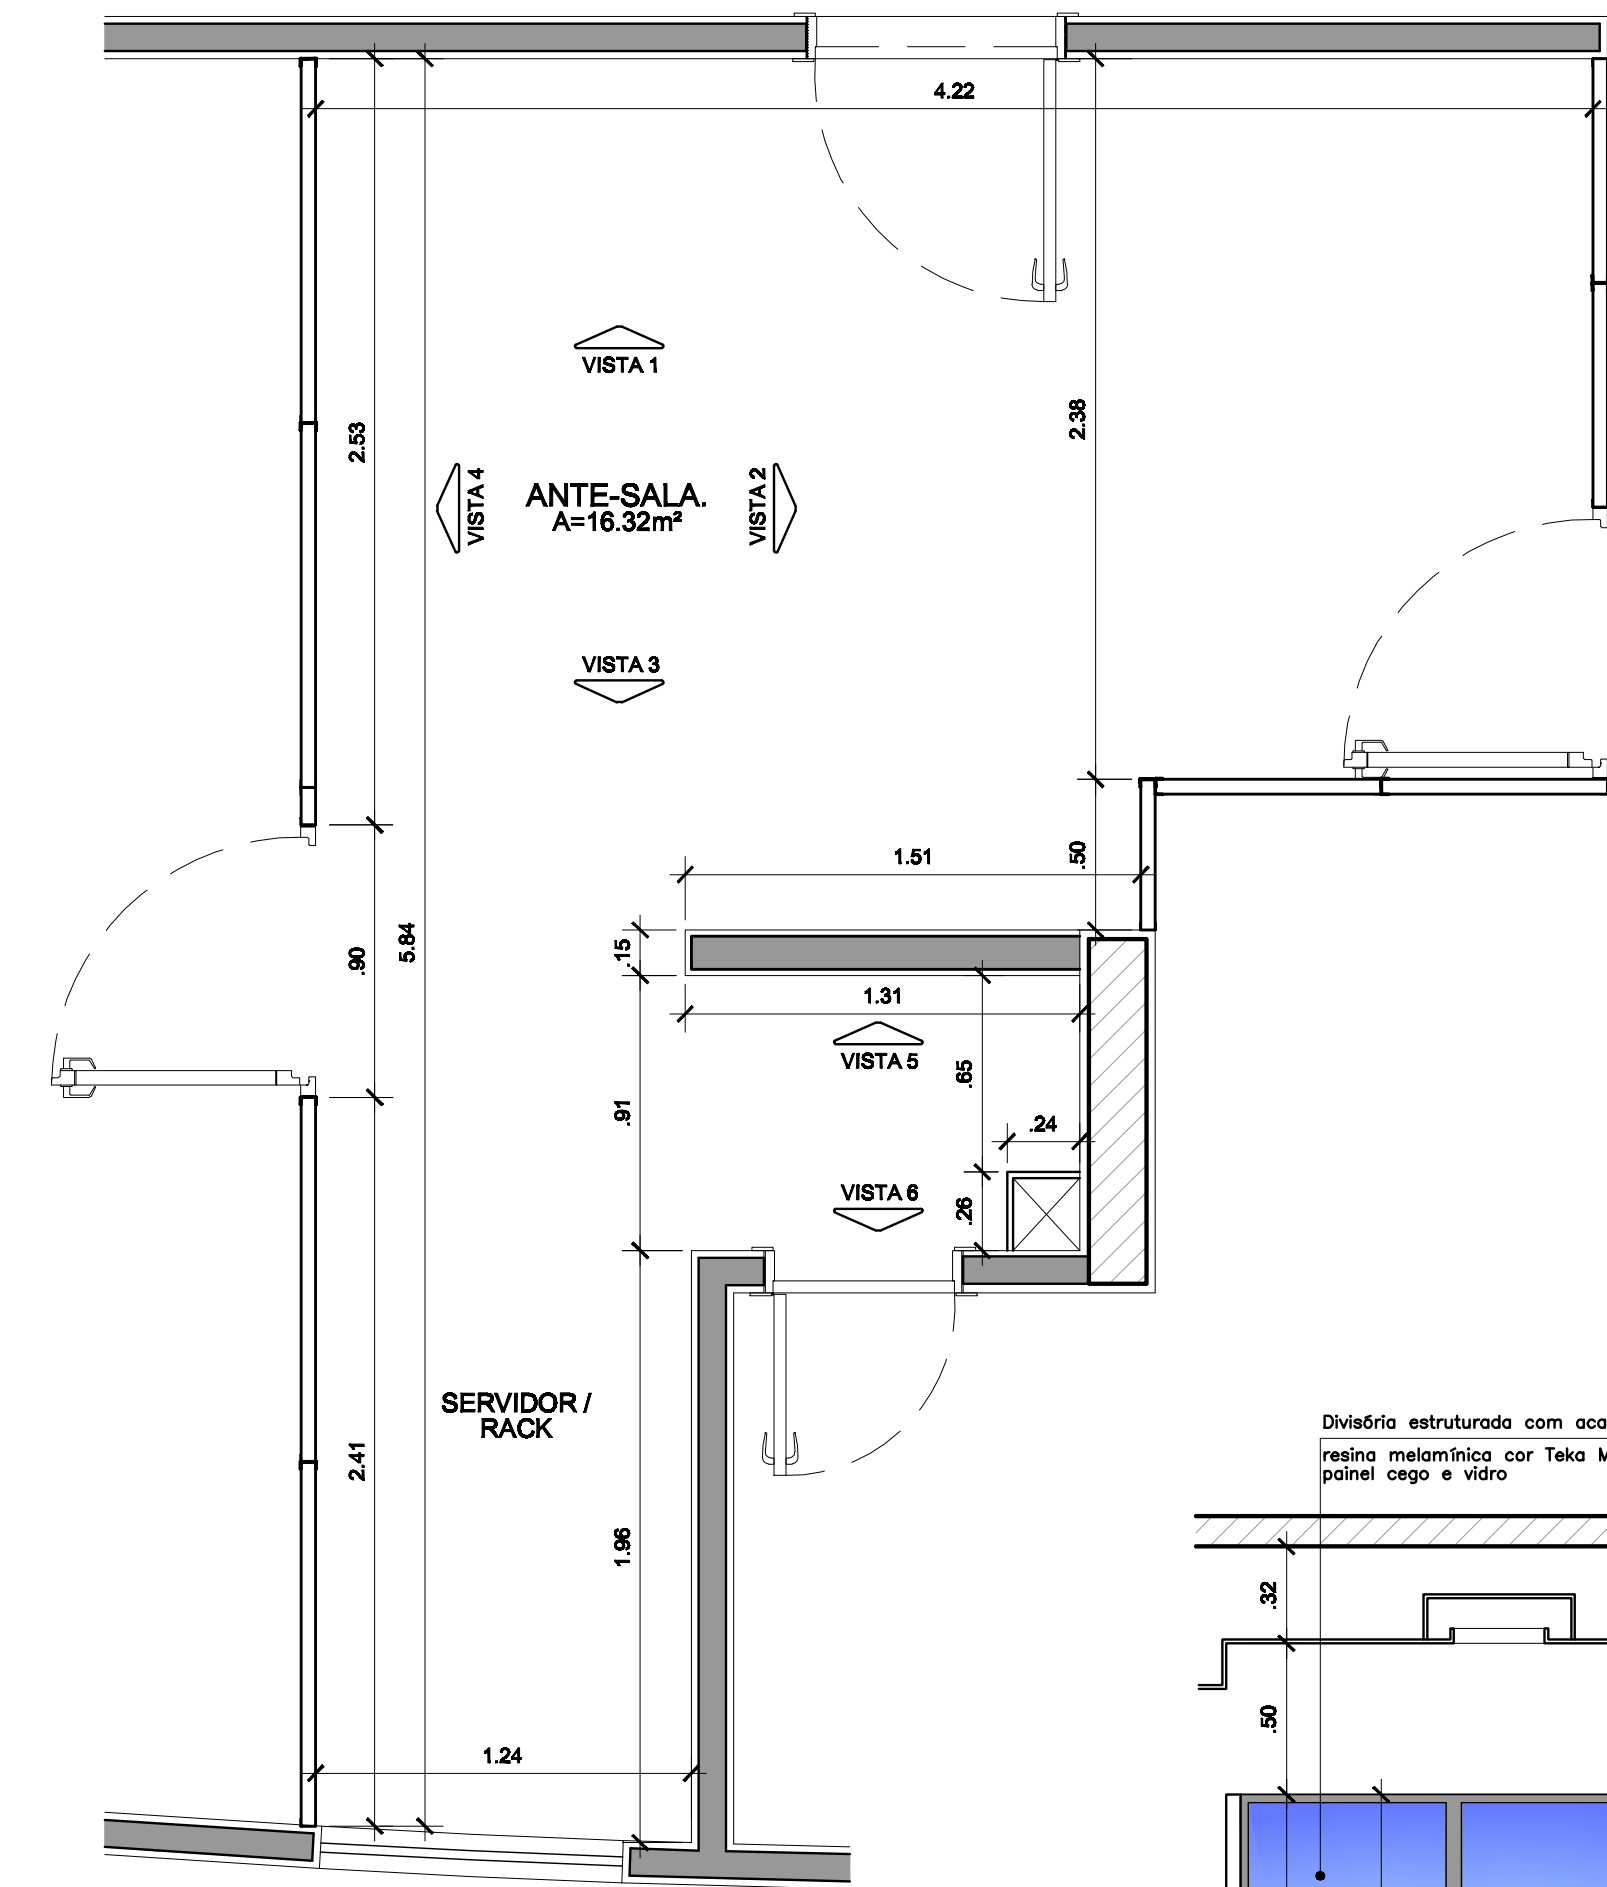 4.22
VISTA 1
2.53
2.38
VISTA 4
ANTE-SALA.
A=16.32m²
VISTA 2
VISTA 3
1.51
.50
.90
5.84
.15
1.31
VISTA 5
.65
.91
.24
VISTA 6
.26
SERVIDOR /
RACK
2.41
1.96
1.24
Divisória estruturada com aca
resina melamínica cor Teka M
painel cego e vidro
.32
.50